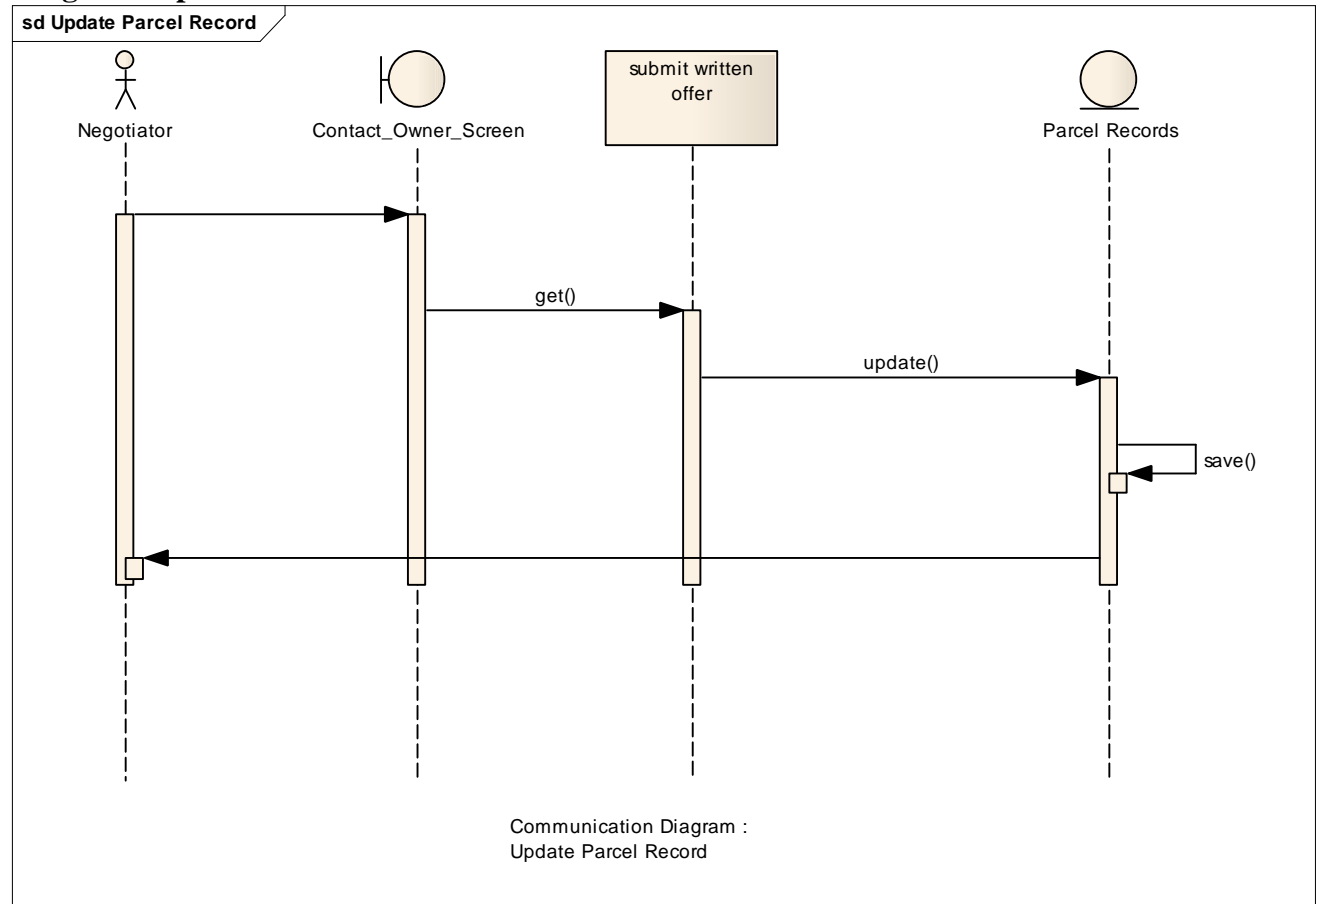 sd Update Parcel Record
submit written
offer
Negotiator
Contact_Owner_Screen
Parcel Records
get()
update()
save()
Communication Diagram :
Update Parcel Record